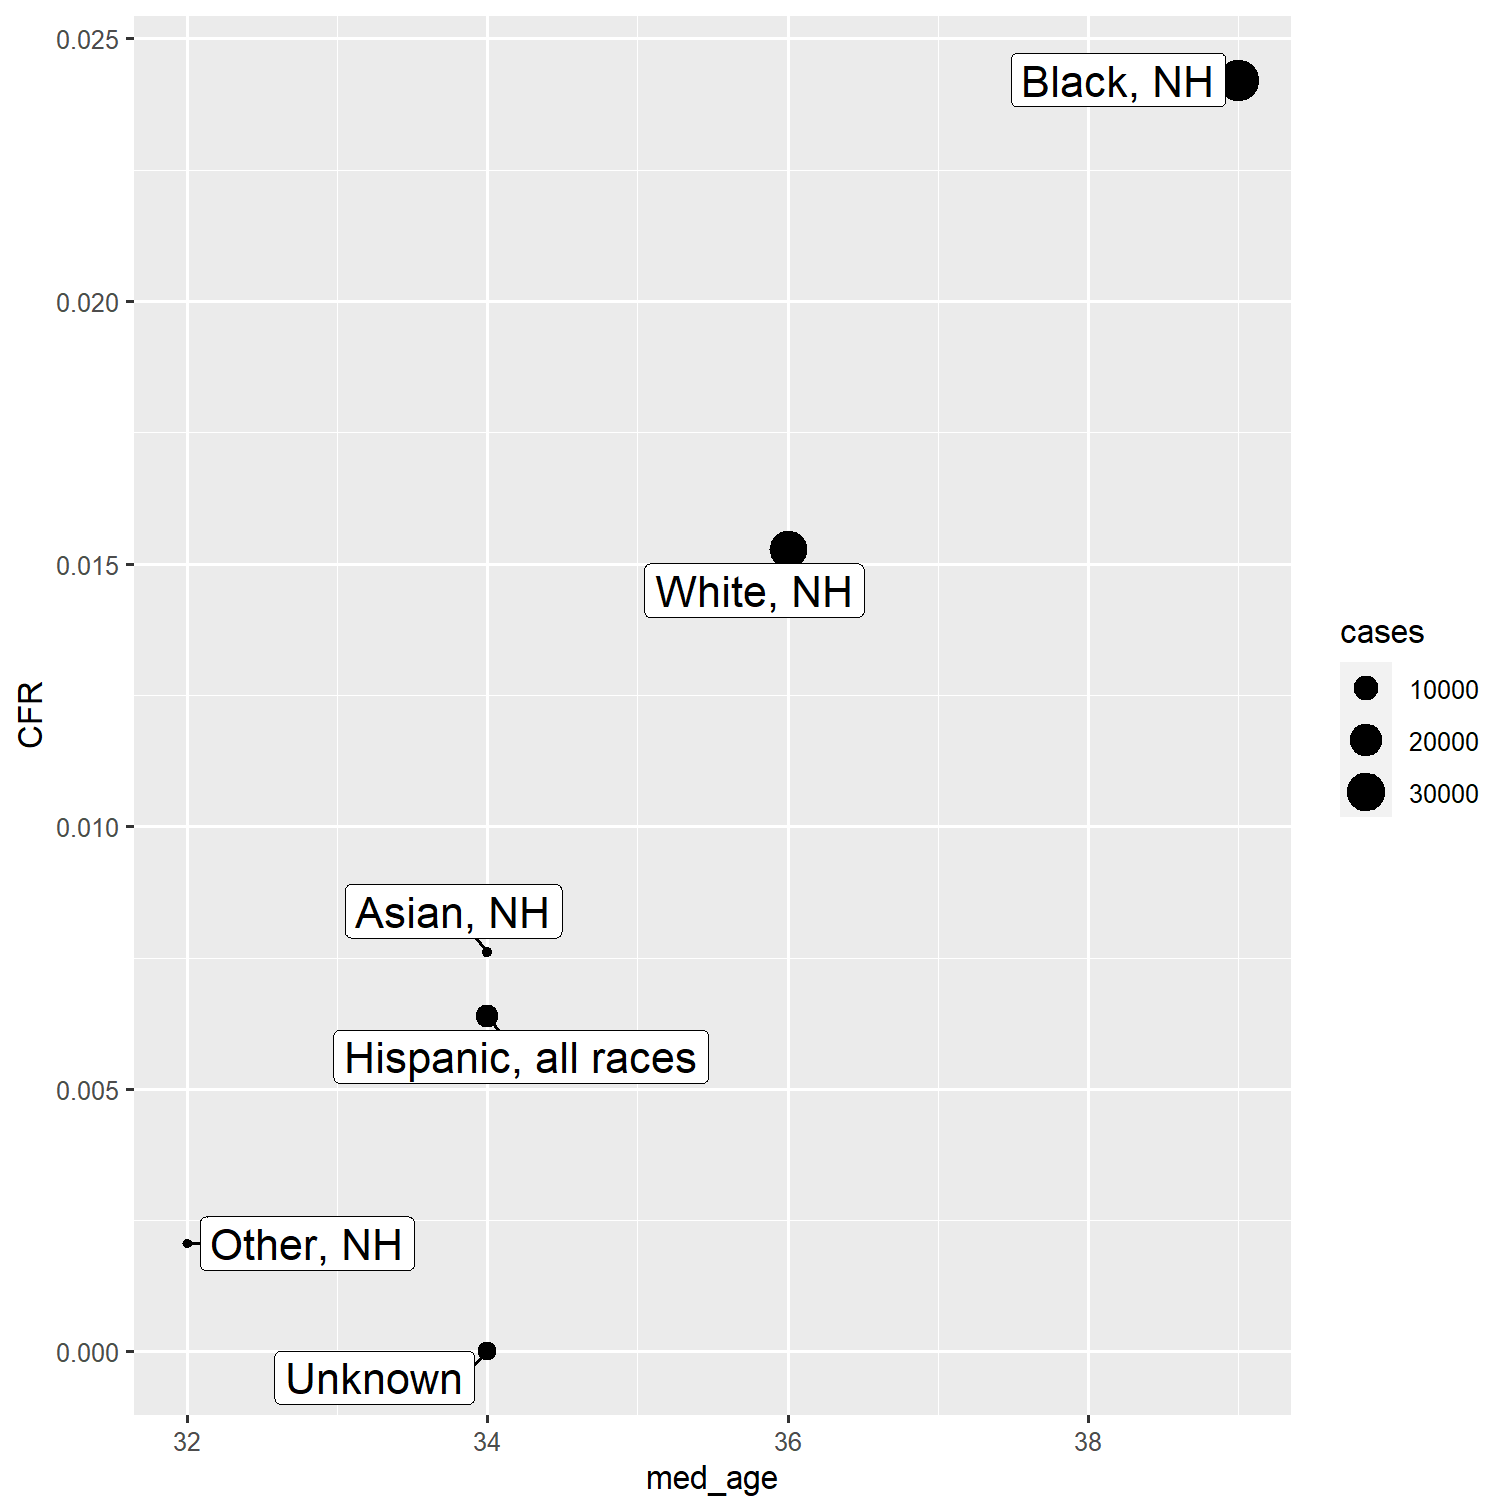 0.025
0.020
0.015
0.010
0.005
0.000
CFR
Black, NH
White, NH
Asian, NH
Hispanic, all races
Other, NH
Unknown
32 34 36 38
med_age
cases
10000
20000
30000